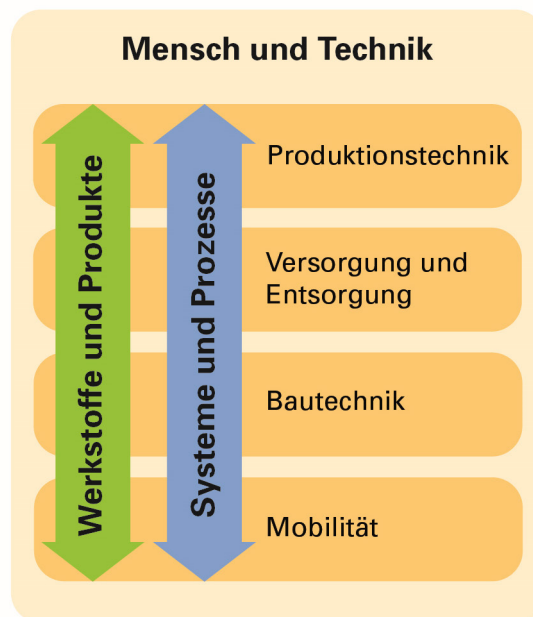 Mensch und Technik
Werkstoffe und Produkte
Systeme und Prozesse
Produktionstechnik
Versorgung und
Entsorgung
Bautechnik
Mobilität